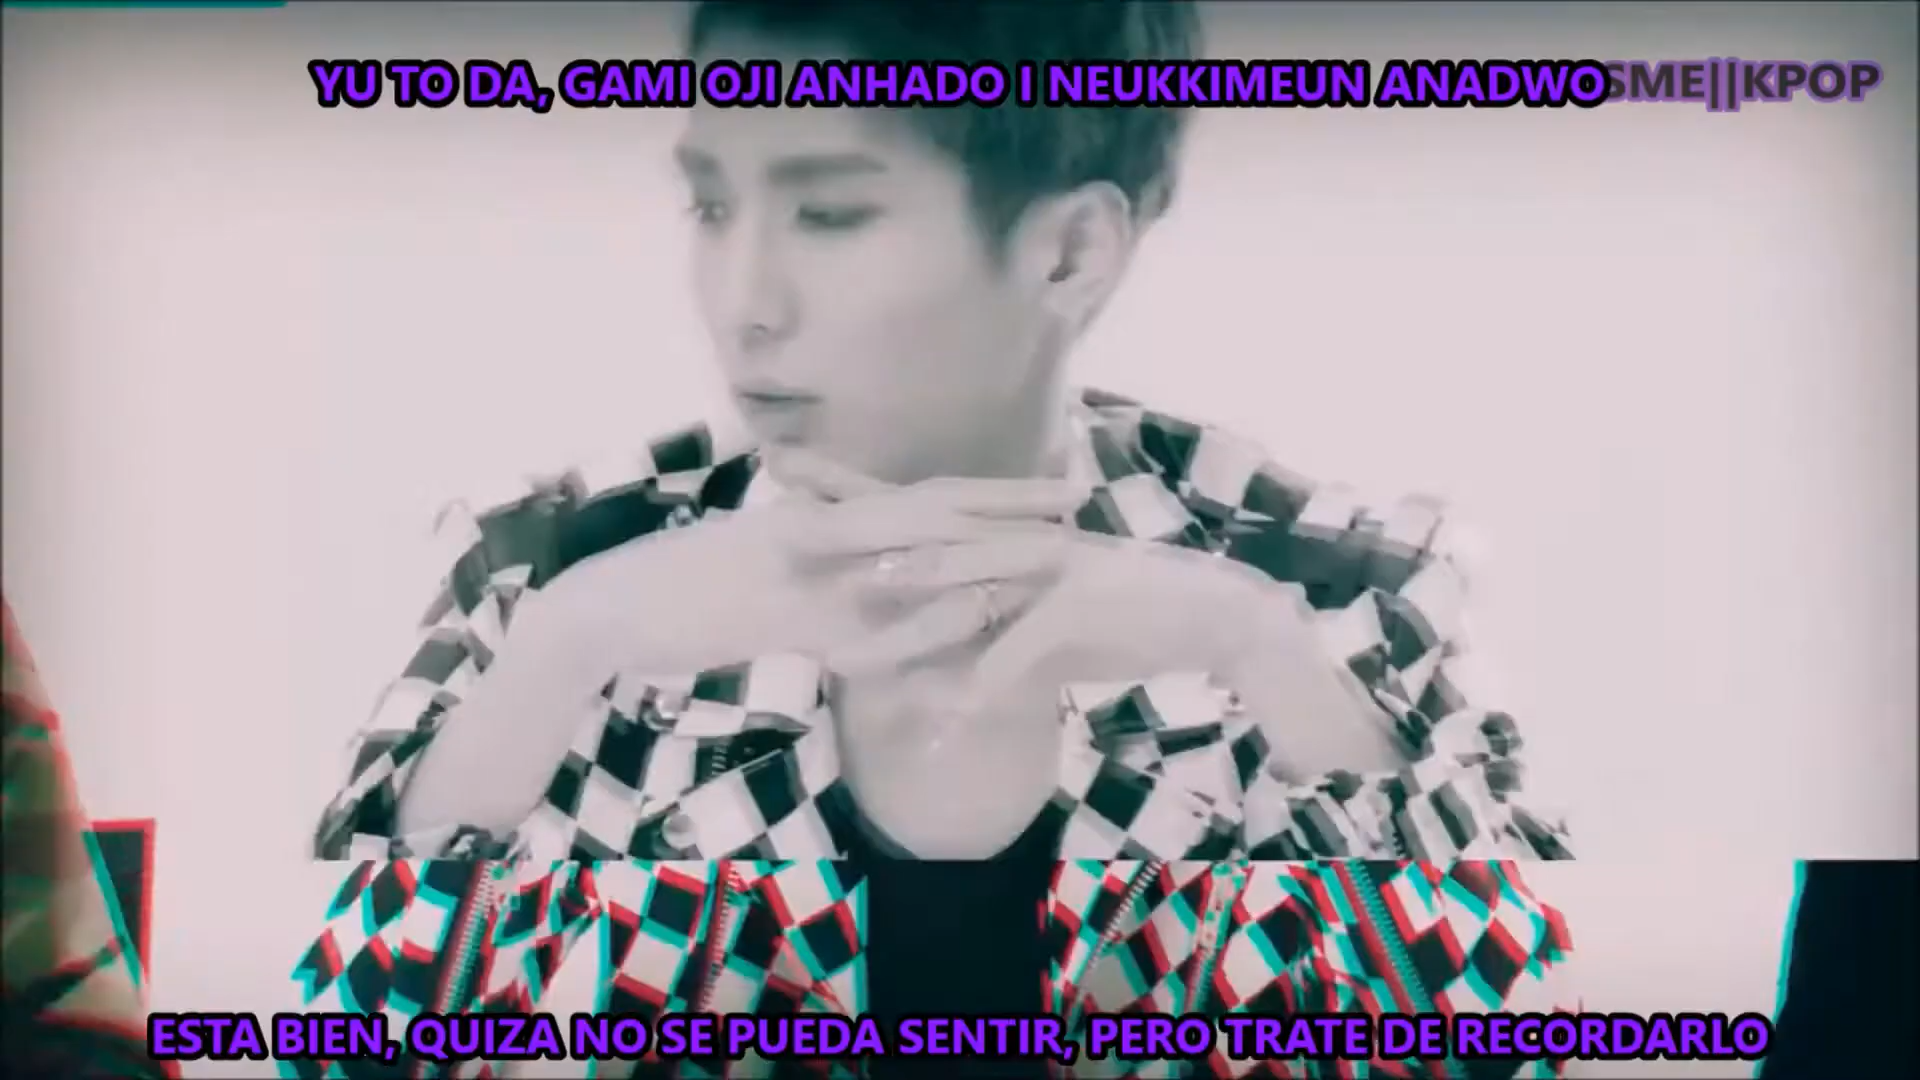 YU TO DA, GAMI OJI ANHADO I NEUKKIMEUN ANADWO
SME||KPOP
ESTA BIEN, QUIZA NO SE PUEDA SENTIR, PERO TRATE DE RECORDARLO